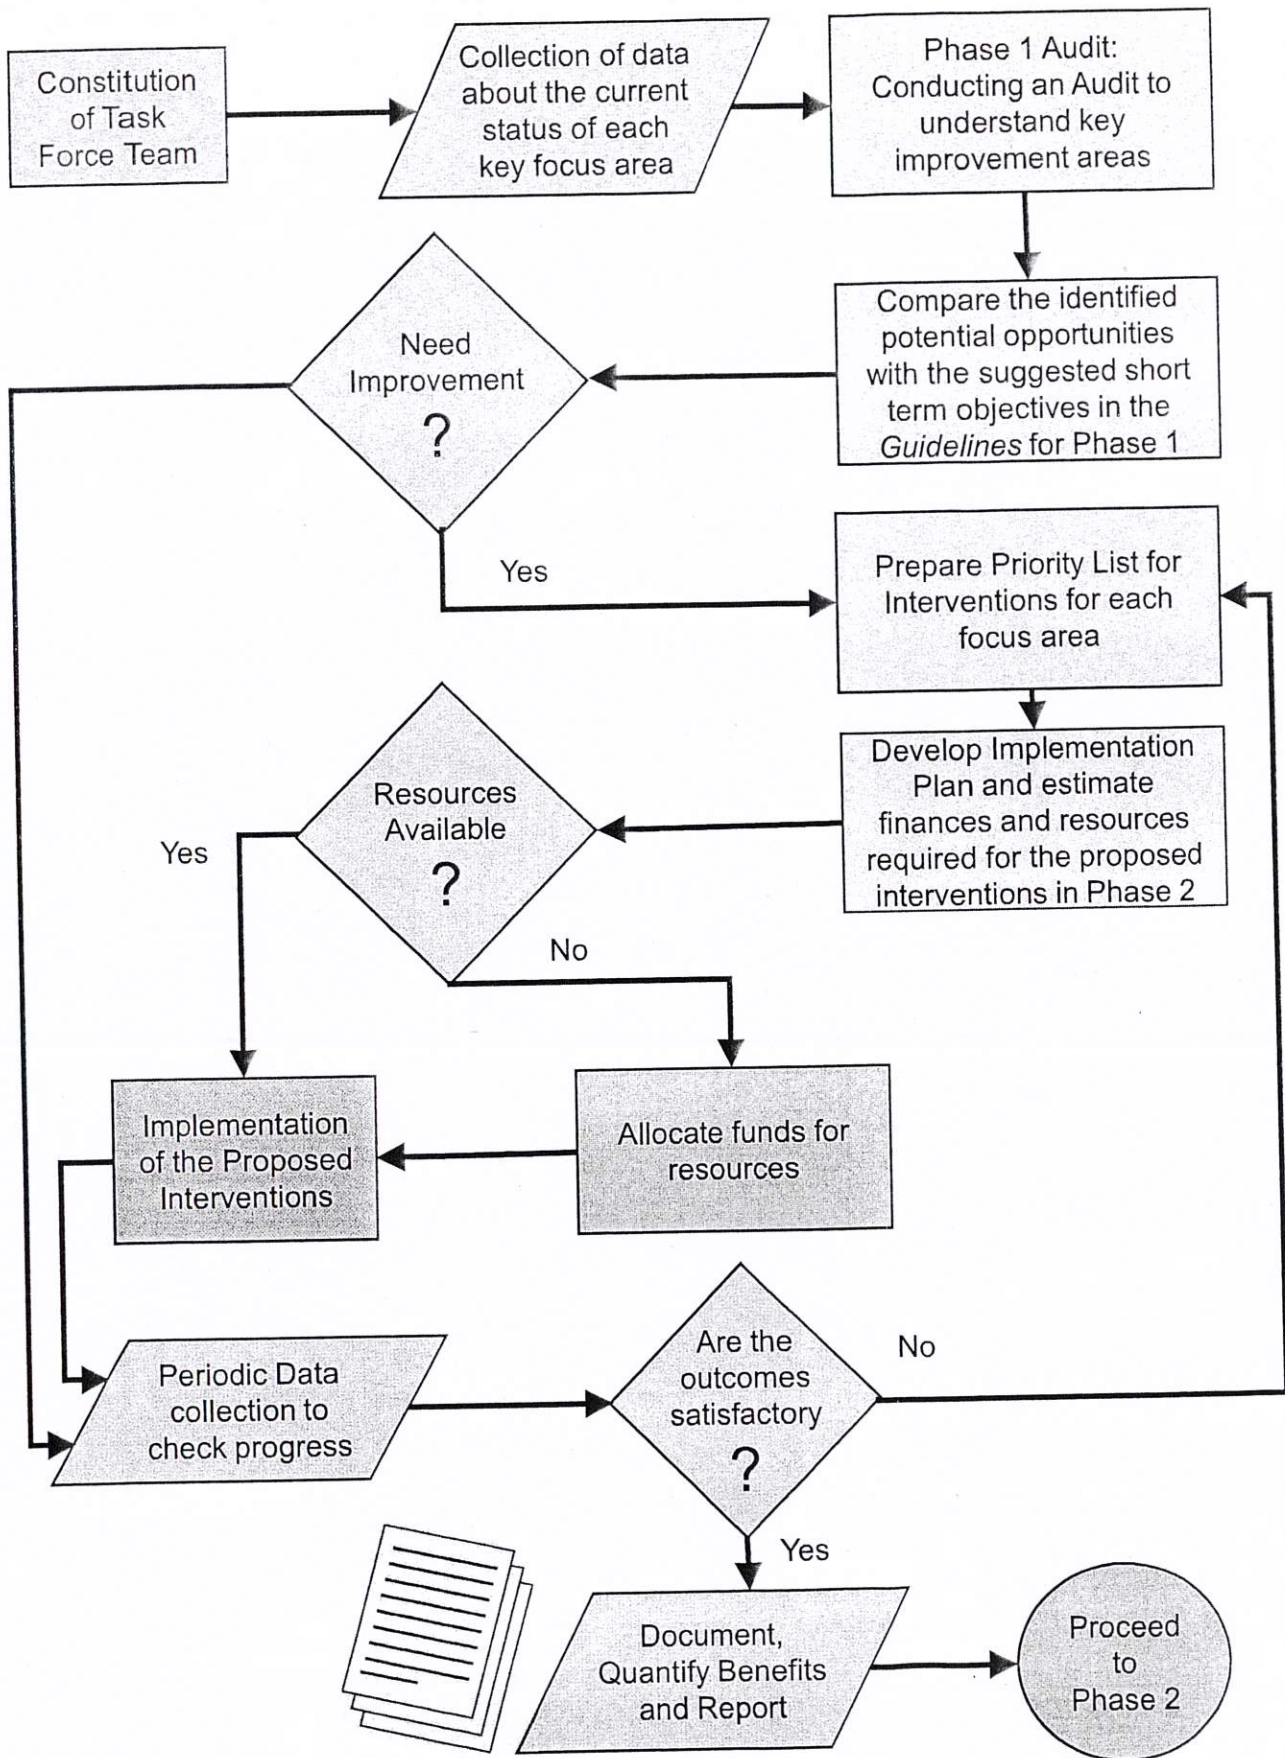 Constitution
of Task
Force Team
Collection of data
about the current
status of each
key focus area
Phase 1 Audit:
Conducting an Audit to
understand key
improvement areas
Need
Improvement
?
Compare the identified
potential opportunities
with the suggested short
term objectives in the
Guidelines for Phase 1
Yes
Prepare Priority List for
Interventions for each
focus area
Resources
Available
?
Develop Implementation
Plan and estimate
finances and resources
required for the proposed
interventions in Phase 2
Yes
No
Implementation
of the Proposed
Interventions
Allocate funds for
resources
Periodic Data
collection to
check progress
Are the
outcomes
satisfactory
?
No
Yes
Document,
Quantify Benefits
and Report
Proceed
to
Phase 2